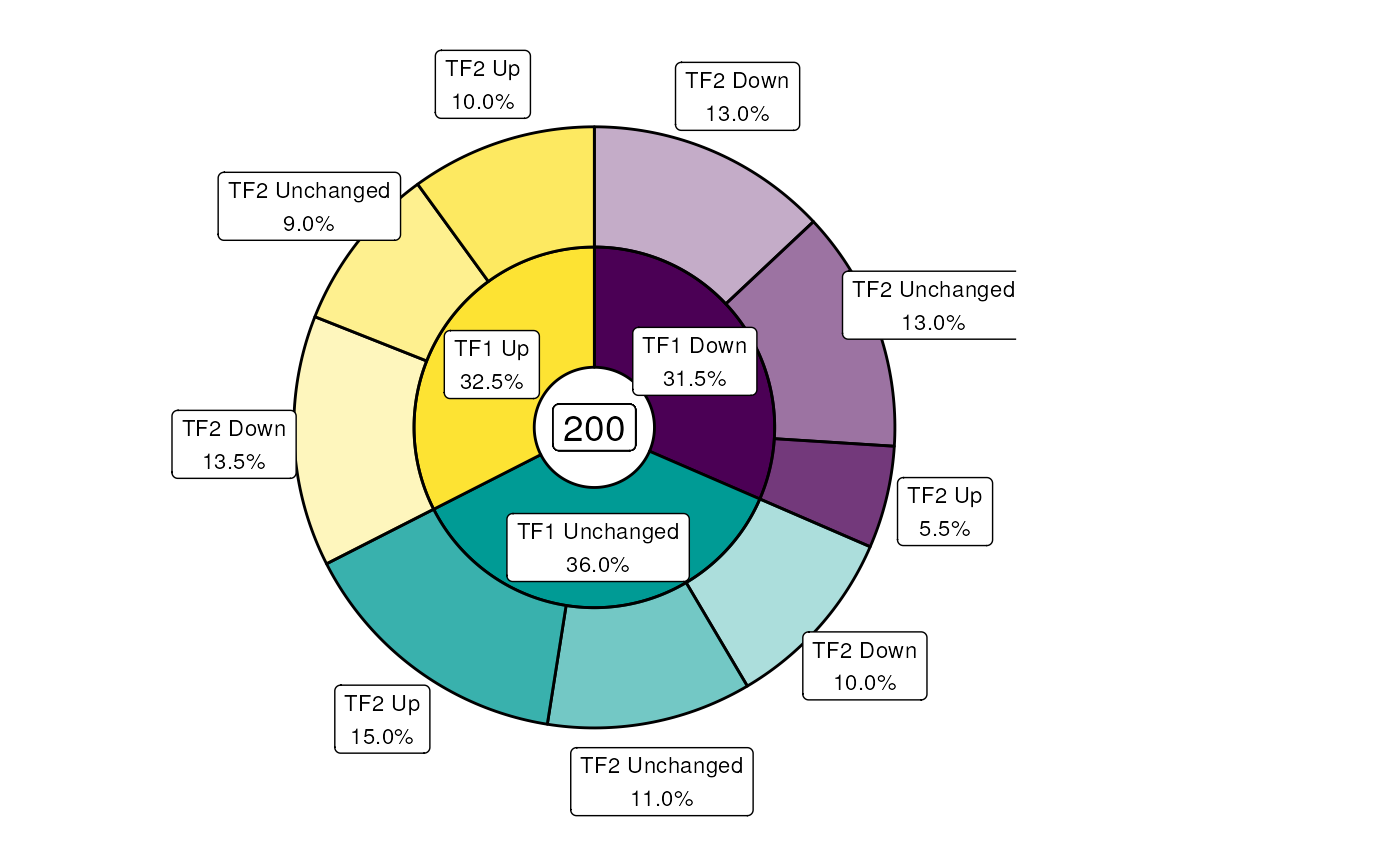 TF2 Up
10.0%
TF2 Down
13.0%
TF2 Unchanged
9.0%
TF2 Unchanged
13.0%
TF1 Up
32.5%
TF1 Down
31.5%
200
TF2 Down
13.5%
TF2 Up
5.5%
TF1 Unchanged
36.0%
TF2 Down
10.0%
TF2 Up
15.0%
TF2 Unchanged
11.0%